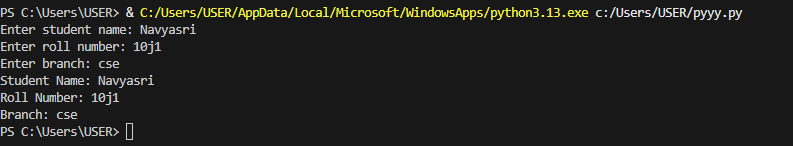 PS C:\Users\USER> & C:/Users/USER/AppData/Local/Microsoft/WindowsApps/python3.13.exe c:/Users/USER/pyyy.py
Enter student name: Navyasri
Enter roll number: 10j1
Enter branch: cse
Student Name: Navyasri
Roll Number: 10j1
Branch: cse
PS C:\Users\USER>